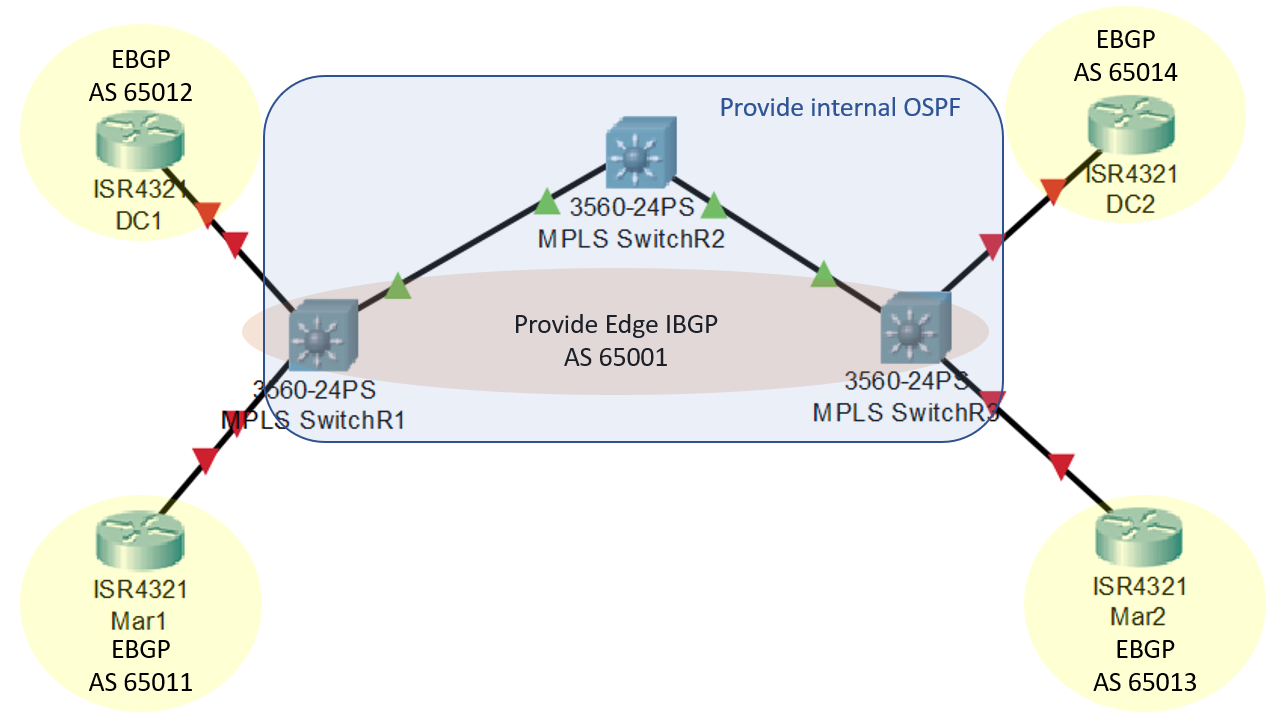 EBGP
AS 65012
ISR4321
DC1
EBGP
AS 65014
ISR4321
DC2
Provide internal OSPF
3560-24PS
MPLS SwitchR2
Provide Edge IBGP
AS 65001
3560-24PS
MPLS SwitchR1
3560-24PS
MPLS SwitchR3
ISR4321
Mar1
EBGP
AS 65011
ISR4321
Mar2
EBGP
AS 65013